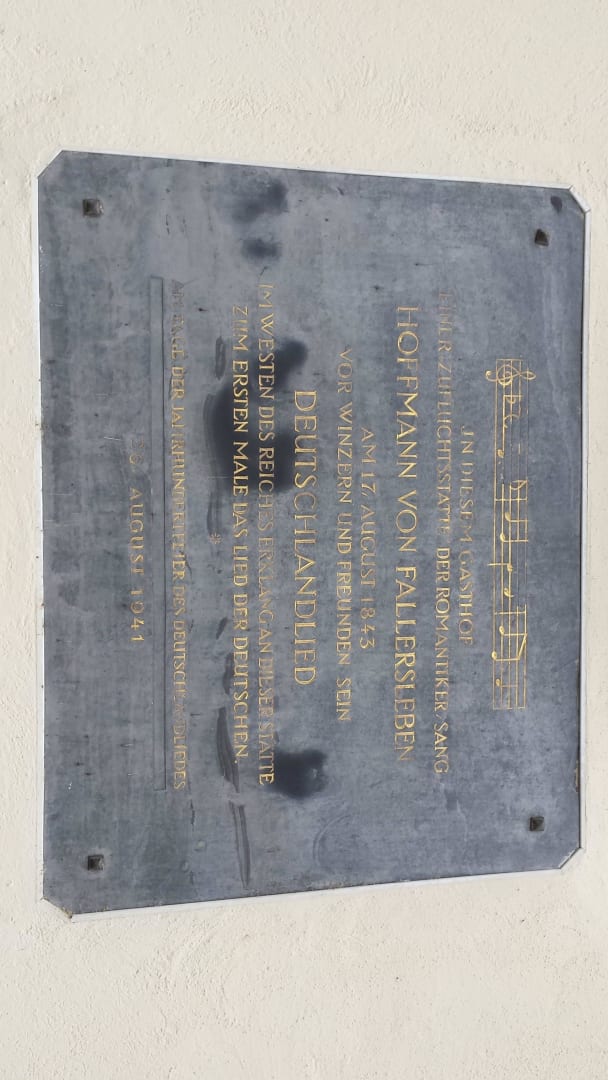 IN DIESEM GASTHOF
EINER ZUFLUCHTSSTÄTTE DER ROMANTIKER, SANG
HOFFMANN VON FALLERSLEBEN
AM 17. AUGUST 1843
VOR WINZERN UND FREUNDEN SEIN
DEUTSCHLANDLIED
IM WESTEN DES REICHES ERKLANG AN DIESER STÄTTE
ZUM ERSTEN MALE DAS LIED DER DEUTSCHEN.
*
AM TAGE DER JAHRHUNDERTFEIER DES DEUTSCHLANDLIEDES
AUGUST 1941